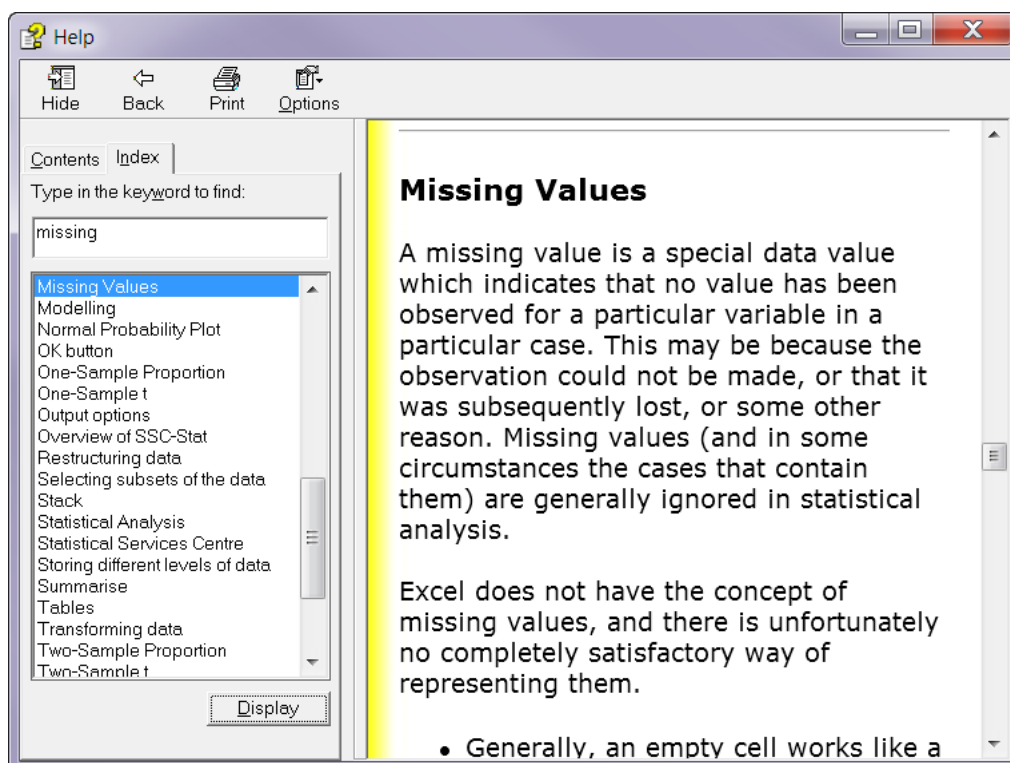 Help
Hide Back Print Options
Contents Index
Type in the keyword to find:
missing
Missing Values
Modelling
Normal Probability Plot
OK button
One-Sample Proportion
One-Sample t
Output options
Overview of SSC-Stat
Restructuring data
Selecting subsets of the data
Stack
Statistical Analysis
Statistical Services Centre
Storing different levels of data
Summarise
Tables
Transforming data
Two-Sample Proportion
Two-Sample t
Display
Missing Values
A missing value is a special data value
which indicates that no value has been
observed for a particular variable in a
particular case. This may be because the
observation could not be made, or that it
was subsequently lost, or some other
reason. Missing values (and in some
circumstances the cases that contain
them) are generally ignored in statistical
analysis.
Excel does not have the concept of
missing values, and there is unfortunately
no completely satisfactory way of
representing them.
• Generally, an empty cell works like a